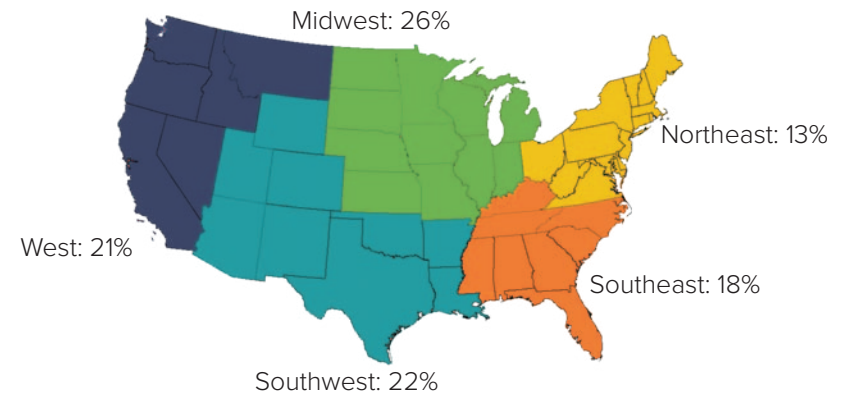 Midwest: 26%
Northeast: 13%
West: 21%
Southeast: 18%
Southwest: 22%